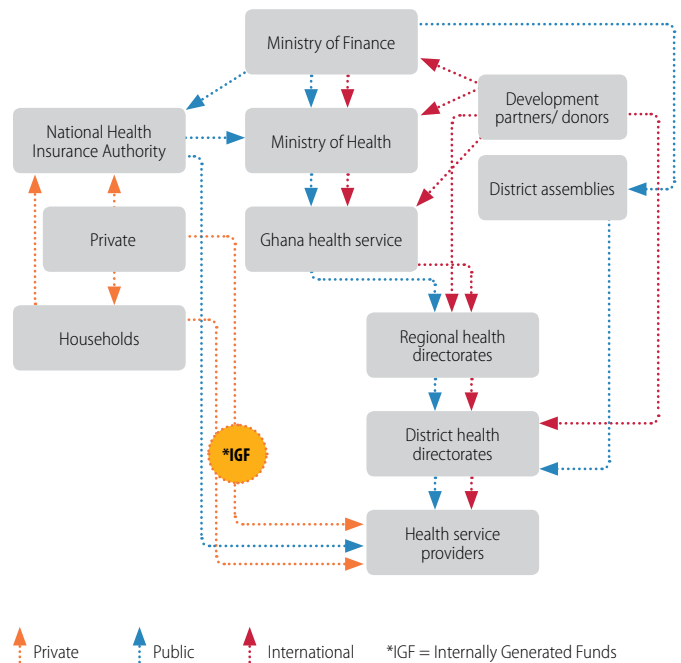 Ministry of Finance
Development
partners/ donors
National Health
Insurance Authority
Ministry of Health
District assemblies
Private
Ghana health service
Households
Regional health
directorates
District health
directorates
*IGF
Health service
providers
Private
Public
International
*IGF = Internally Generated Funds